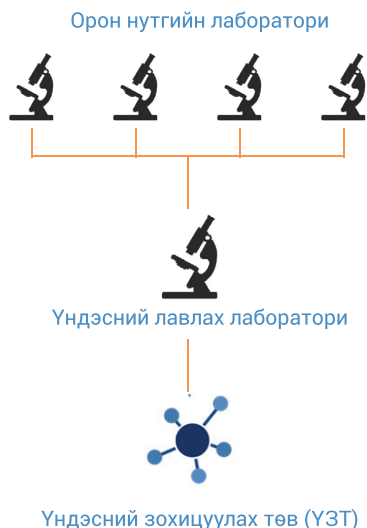 Орон нутгийн лаборатори
Үндэсний лавлах лаборатори
Үндэсний зохицуулах төв (ҮЗТ)